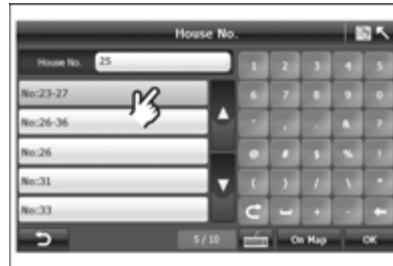 House No.
House No. 25
1 2 3 4 5
No:23-27
6 7 8 9 0
No:26-36
' , . & ?
No:26
@ # $ % !
No:31
( ) / \ *
No:33
+ -
5/10 On Map OK